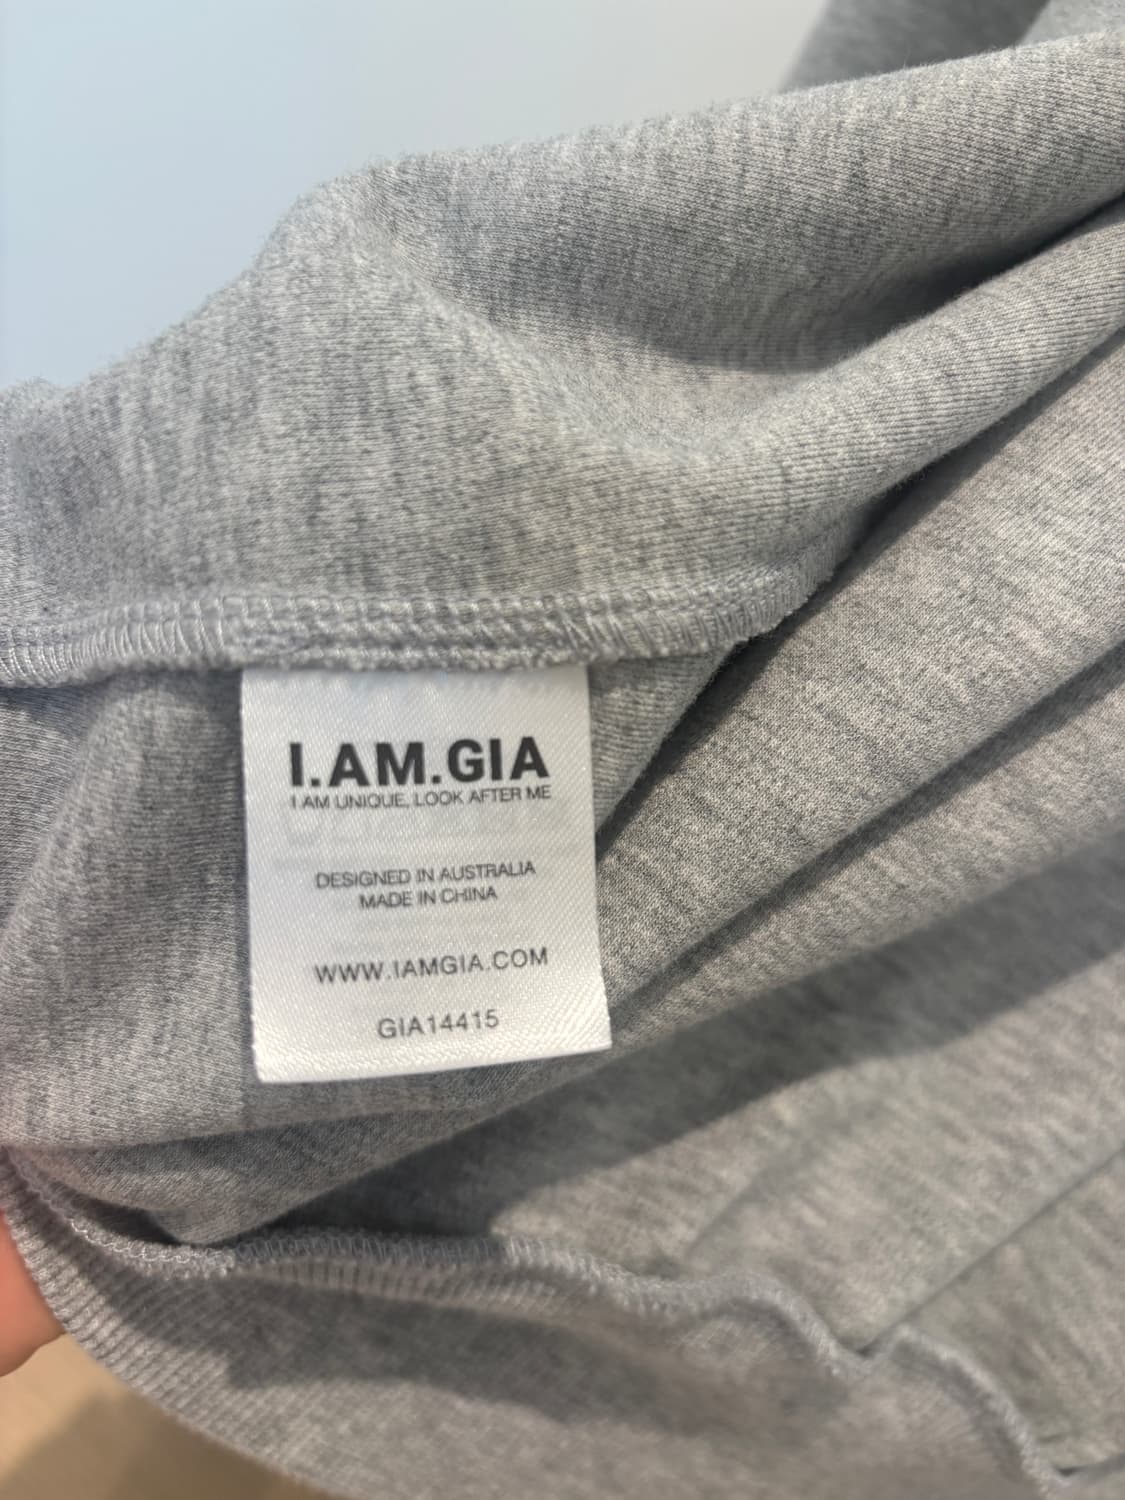 I.AM.GIA
I AM UNIQUE, LOOK AFTER ME
DESIGNED IN AUSTRALIA
MADE IN CHINA
WWW.IAMGIA.COM
GIA14415